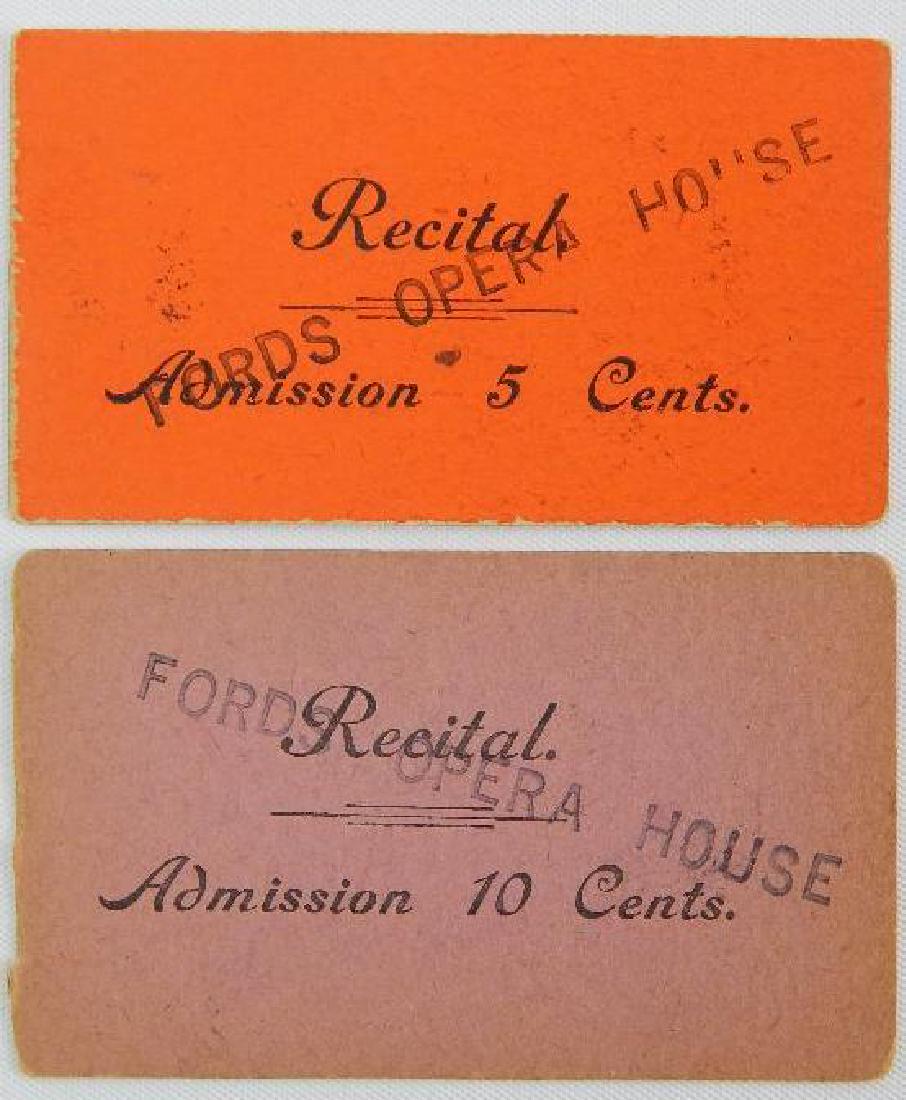 Recital.
FORDS OPERA HOUSE
Admission 5 Cents.
FORDS OPERA HOUSE
Recital.
Admission 10 Cents.